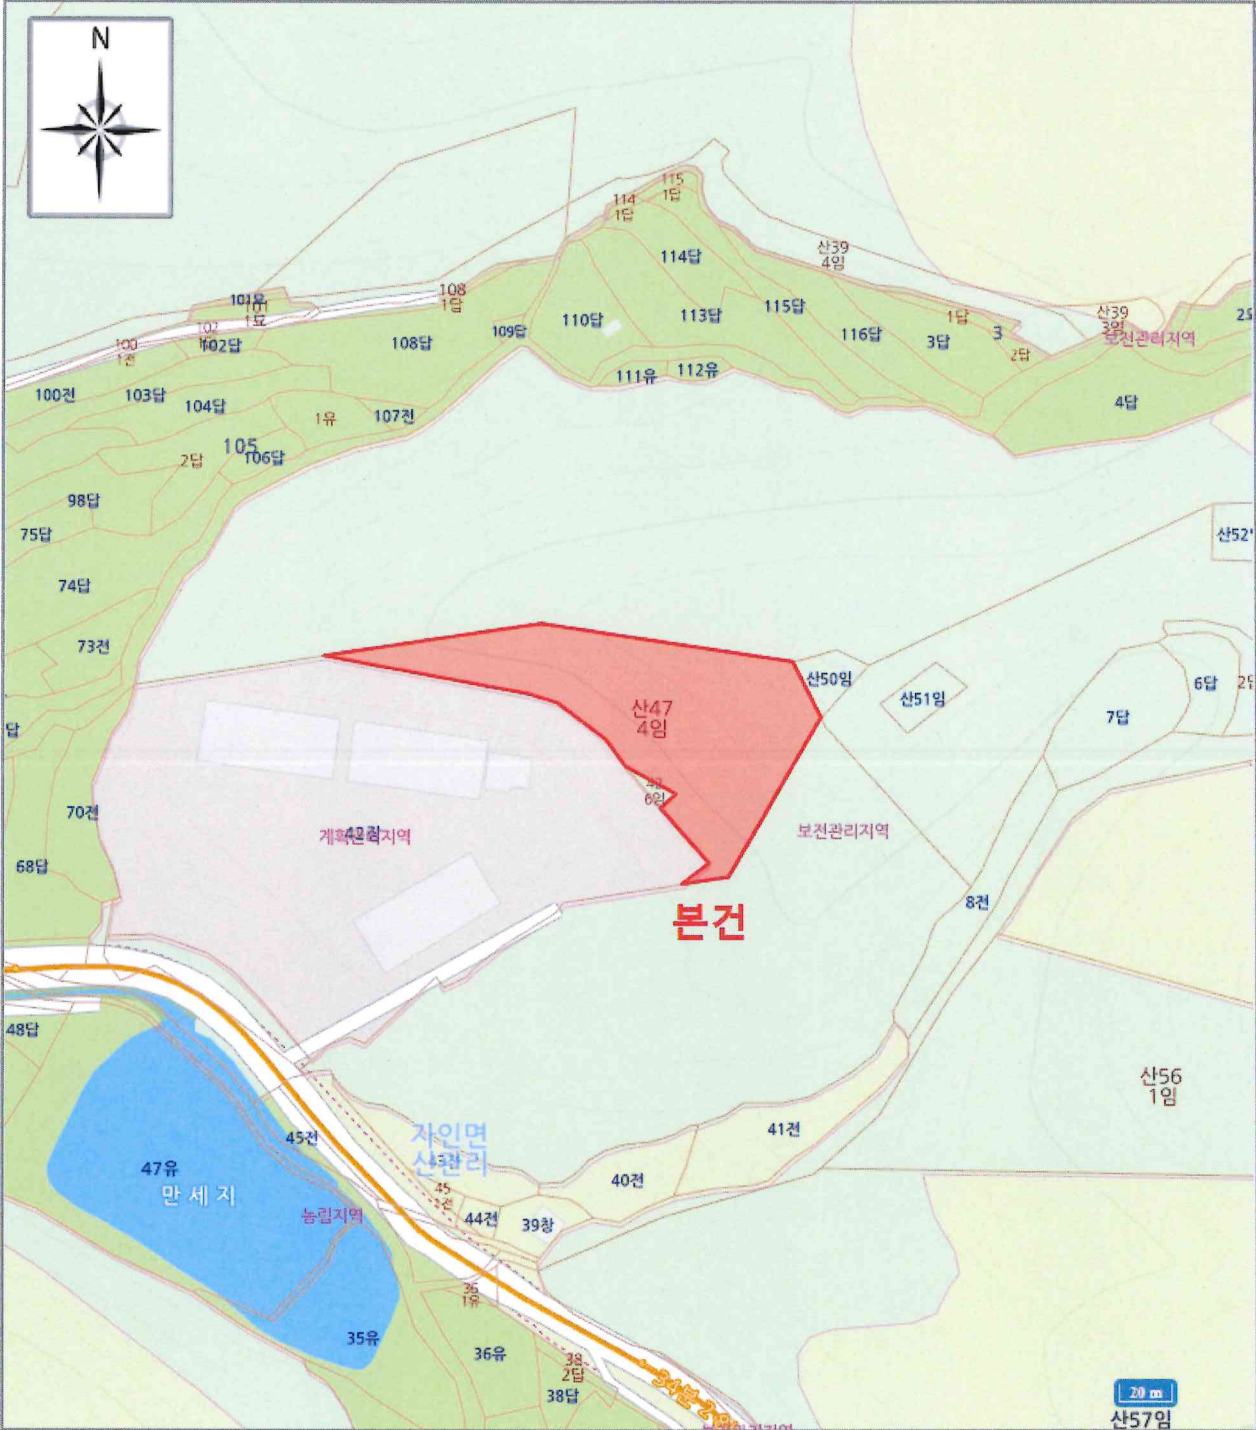 N
115
1답
114
1답
114답
산39
4임
108
1답
102답
108답
109답
110답
113답
115답
116답
1답
3답
3
2답
산39
3임
보전관리지역
100
1전
111유
112유
4답
100전
103답
104답
1유
107전
105
106답
2답
98답
75답
산52
74답
73전
산50임
산51임
6답
7답
산47
4임
답
42
6임
70전
계획관리지역
보전관리지역
68답
8전
본건
48답
산56
1임
45전
자인면
신관리
41전
47유
만세지
40전
45
1전
44전
39창
농림지역
36
1유
35유
36유
38
2답
38답
20 m
산57임